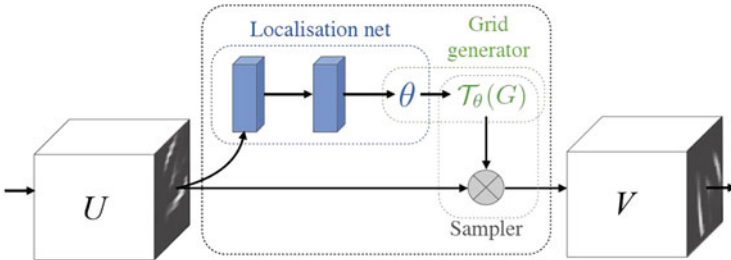 Localisation net
Grid
generator
θ
𝒯θ(G)
U
V
Sampler